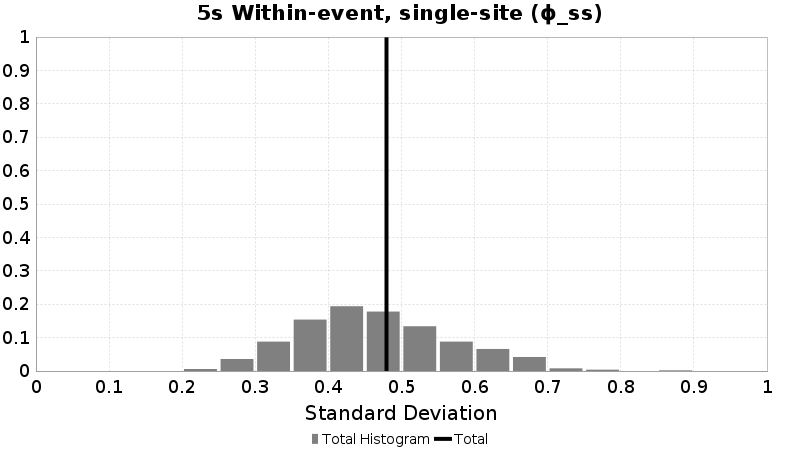 5s Within-event, single-site (ϕ_ss)
1
0.9
0.8
0.7
0.6
0.5
0.4
0.3
0.2
0.1
0
0 0.1 0.2 0.3 0.4 0.5 0.6 0.7 0.8 0.9 1
Standard Deviation
Total Histogram Total